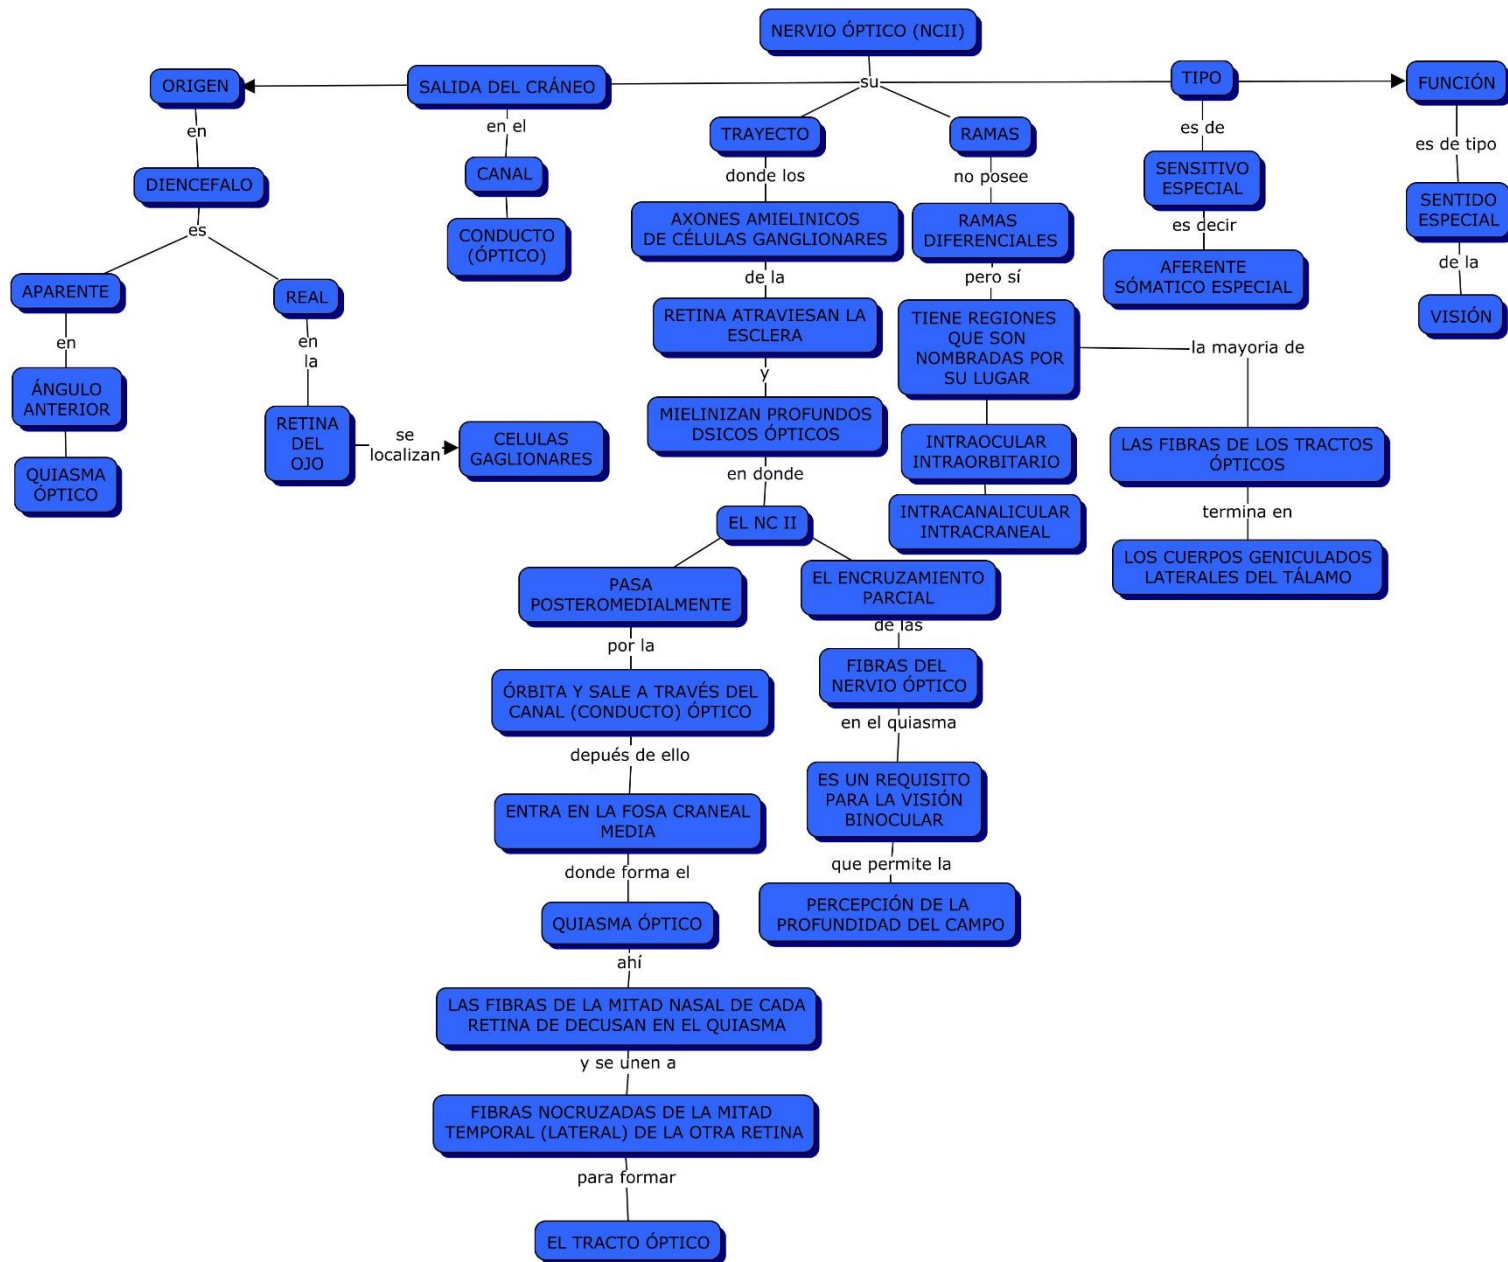 NERVIO ÓPTICO (NCII)
su
ORIGEN
en
DIENCEFALO
es
APARENTE
en
ÁNGULO
ANTERIOR
QUIASMA
ÓPTICO
REAL
en
la
RETINA
DEL
OJO
se
localizan
CELULAS
GAGLIONARES
SALIDA DEL CRÁNEO
en el
CANAL
CONDUCTO
(ÓPTICO)
TRAYECTO
donde los
AXONES AMIELINICOS
DE CÉLULAS GANGLIONARES
de la
RETINA ATRAVIESAN LA
ESCLERA
y
MIELINIZAN PROFUNDOS
DSICOS ÓPTICOS
en donde
EL NC II
PASA
POSTEROMEDIALMENTE
por la
ÓRBITA Y SALE A TRAVÉS DEL
CANAL (CONDUCTO) ÓPTICO
depués de ello
ENTRA EN LA FOSA CRANEAL
MEDIA
donde forma el
QUIASMA ÓPTICO
ahí
LAS FIBRAS DE LA MITAD NASAL DE CADA
RETINA DE DECUSAN EN EL QUIASMA
y se unen a
FIBRAS NOCRUZADAS DE LA MITAD
TEMPORAL (LATERAL) DE LA OTRA RETINA
para formar
EL TRACTO ÓPTICO
EL ENCRUZAMIENTO
PARCIAL
de las
FIBRAS DEL
NERVIO ÓPTICO
en el quiasma
ES UN REQUISITO
PARA LA VISIÓN
BINOCULAR
que permite la
PERCEPCIÓN DE LA
PROFUNDIDAD DEL CAMPO
RAMAS
no posee
RAMAS
DIFERENCIALES
pero sí
TIENE REGIONES
QUE SON
NOMBRADAS POR
SU LUGAR
INTRAOCULAR
INTRAORBITARIO
INTRACANALICULAR
INTRACRANEAL
la mayoria de
LAS FIBRAS DE LOS TRACTOS
ÓPTICOS
termina en
LOS CUERPOS GENICULADOS
LATERALES DEL TÁLAMO
TIPO
es de
SENSITIVO
ESPECIAL
es decir
AFERENTE
SÓMATICO ESPECIAL
FUNCIÓN
es de tipo
SENTIDO
ESPECIAL
de la
VISIÓN